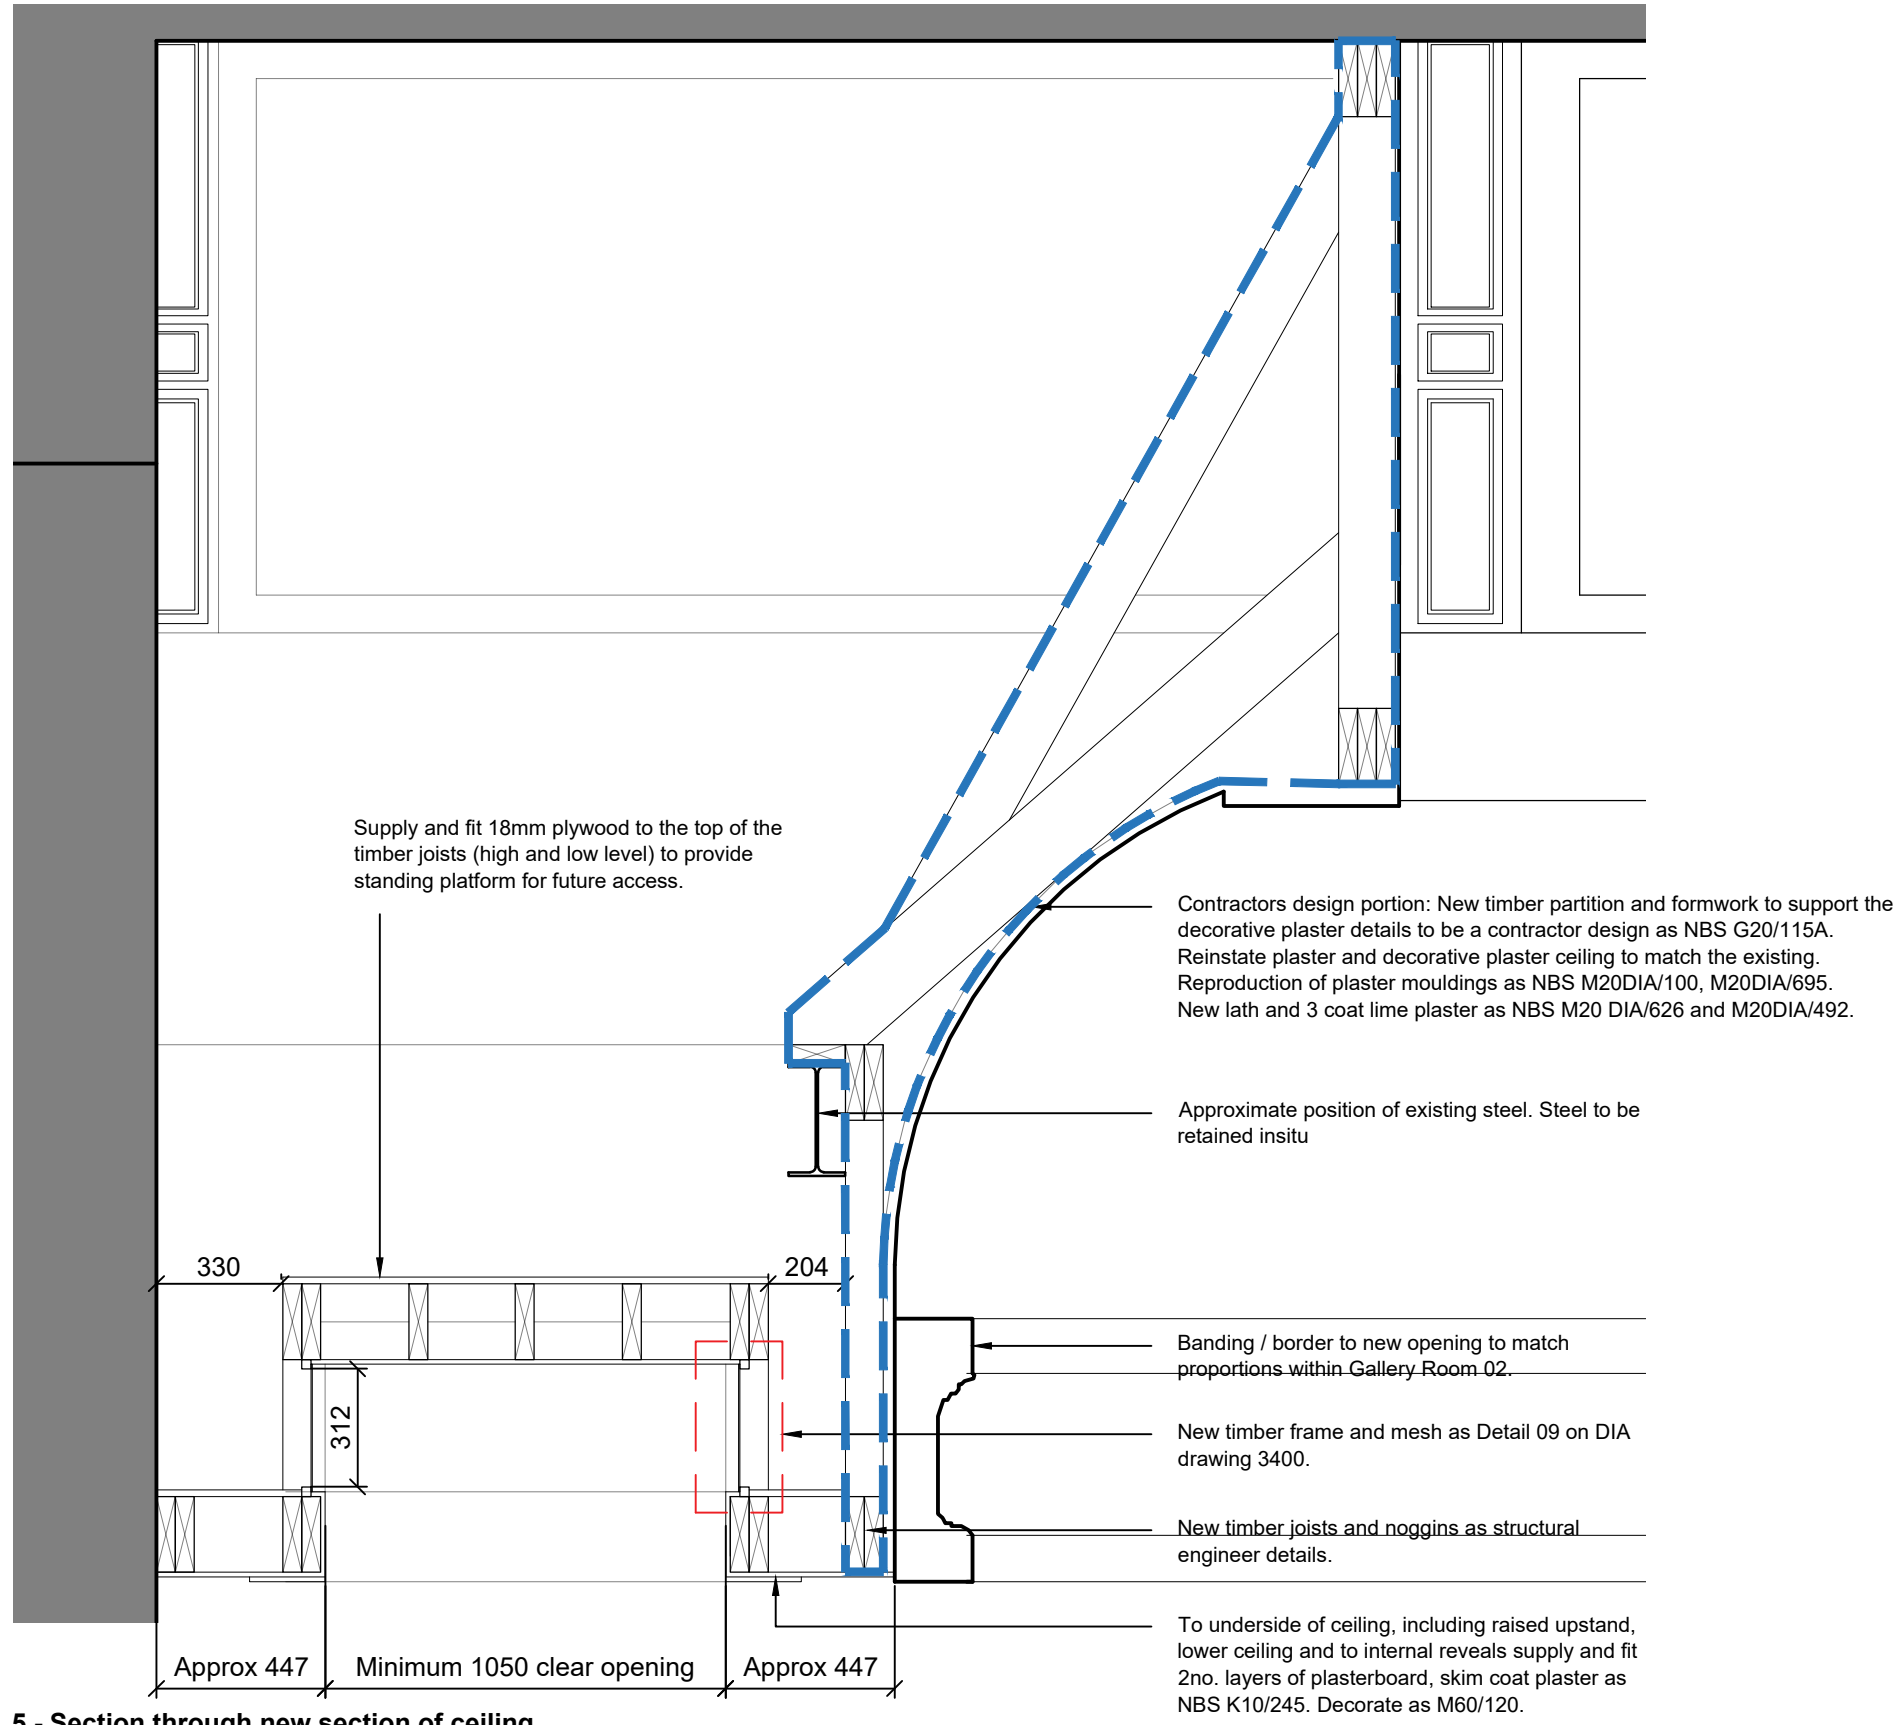 Supply and fit 18mm plywood to the top of the
timber joists (high and low level) to provide
standing platform for future access.
Contractors design portion: New timber partition and formwork to support the
decorative plaster details to be a contractor design as NBS G20/115A.
Reinstate plaster and decorative plaster ceiling to match the existing.
Reproduction of plaster mouldings as NBS M20DIA/100, M20DIA/695.
New lath and 3 coat lime plaster as NBS M20 DIA/626 and M20DIA/492.
Approximate position of existing steel. Steel to be
retained insitu
330
204
312
Banding / border to new opening to match
proportions within Gallery Room 02.
New timber frame and mesh as Detail 09 on DIA
drawing 3400.
New timber joists and noggins as structural
engineer details.
To underside of ceiling, including raised upstand,
lower ceiling and to internal reveals supply and fit
2no. layers of plasterboard, skim coat plaster as
NBS K10/245. Decorate as M60/120.
Approx 447
Minimum 1050 clear opening
Approx 447
5 - Section through new section of ceiling